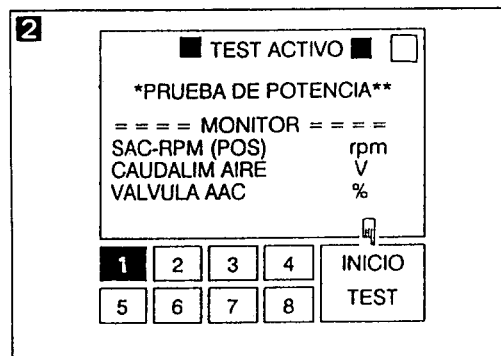 2
TEST ACTIVO
*PRUEBA DE POTENCIA**
= = = = MONITOR = = = =
SAC-RPM (POS) rpm
CAUDALIM AIRE V
VALVULA AAC %
1 2 3 4 INICIO
5 6 7 8 TEST